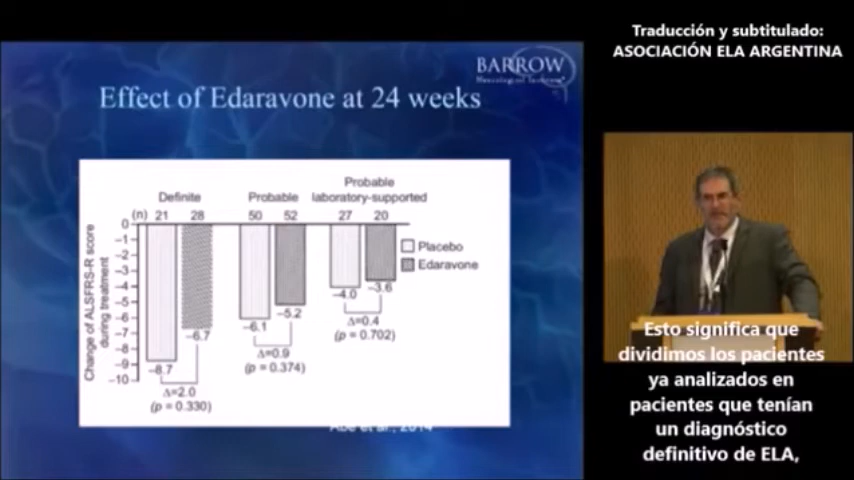 BARROW
Neurological Institute
Effect of Edaravone at 24 weeks
Definite
Probable
Probable
laboratory-supported
(n) 21 28 50 52 27 20
Change of ALSFRS-R score
during treatment
0
−1
−2
−3
−4
−5
−6
−7
−8
−9
−10
Placebo
Edaravone
−8.7
−6.7
Δ=2.0
(p = 0.330)
−6.1
−5.2
Δ=0.9
(p = 0.374)
−4.0
−3.6
Δ=0.4
(p = 0.702)
Abe et al., 2014
Traducción y subtitulado:
ASOCIACIÓN ELA ARGENTINA
Esto significa que
dividimos los pacientes
ya analizados en
pacientes que tenían
un diagnóstico
definitivo de ELA,